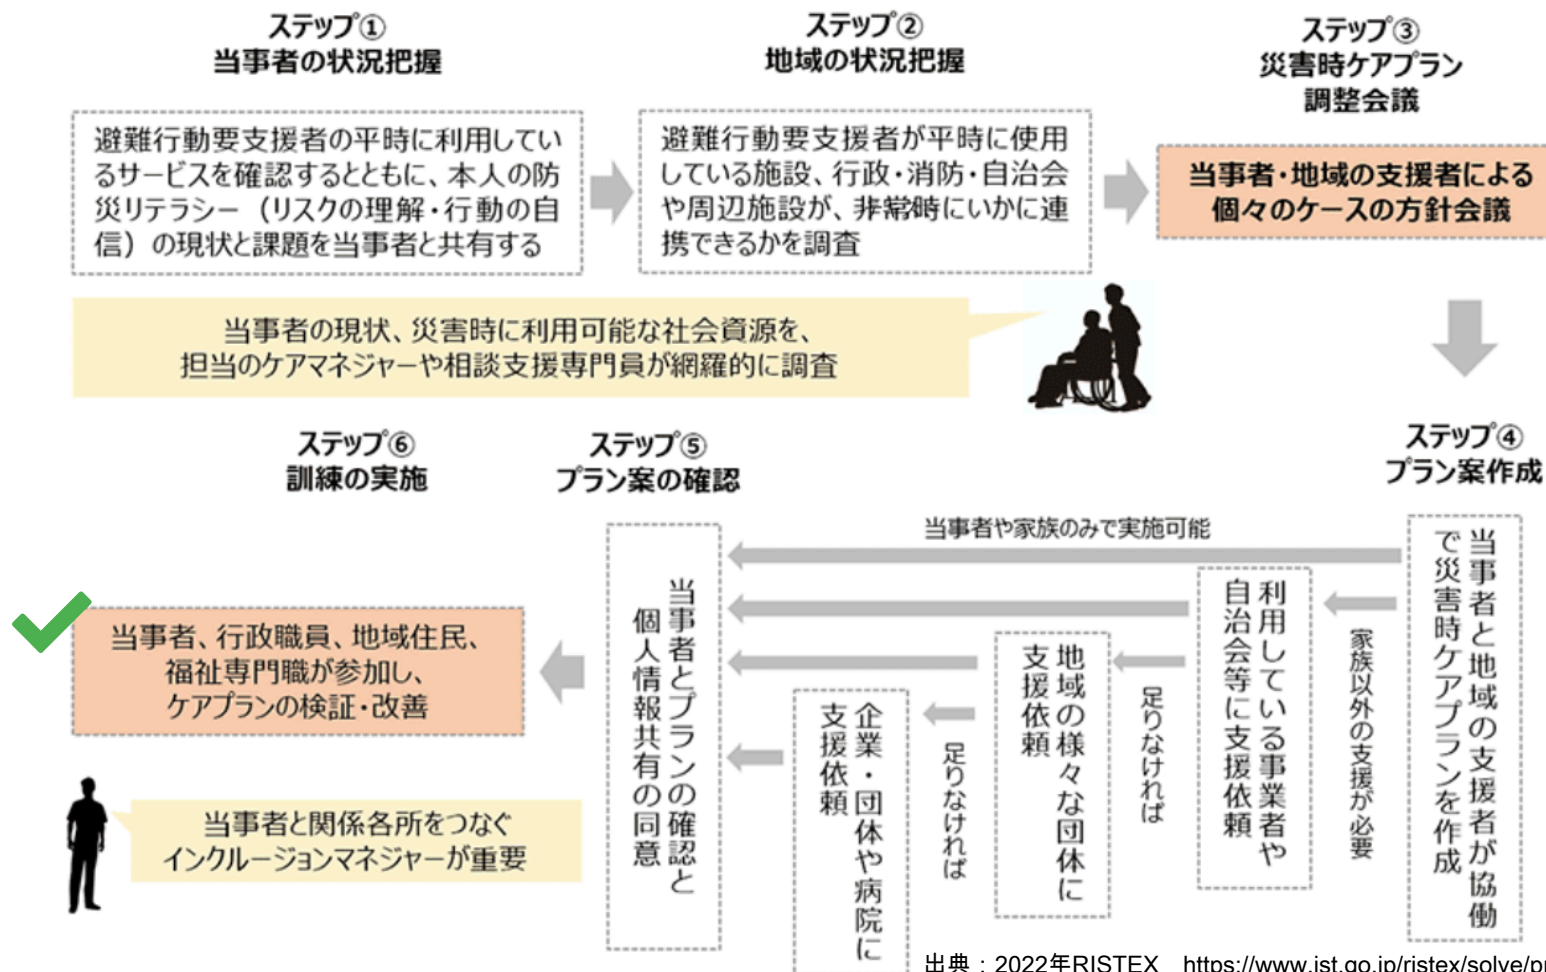 ステップ①
当事者の状況把握
避難行動要支援者の平時に利用してい
るサービスを確認するとともに、本人の防
災リテラシー（リスクの理解・行動の自
信）の現状と課題を当事者と共有する
ステップ②
地域の状況把握
避難行動要支援者が平時に使用
している施設、行政・消防・自治会
や周辺施設が、非常時にいかに連
携できるかを調査
ステップ③
災害時ケアプラン
調整会議
当事者・地域の支援者による
個々のケースの方針会議
当事者の現状、災害時に利用可能な社会資源を、
担当のケアマネジャーや相談支援専門員が網羅的に調査
ステップ④
プラン案作成
当事者と地域の支援者が協働
で災害時ケアプランを作成
当事者や家族のみで実施可能
家族以外の支援が必要
利用している事業者や
自治会等に支援依頼
足りなければ
地域の様々な団体に
支援依頼
足りなければ
企業・団体や病院に
支援依頼
ステップ⑤
プラン案の確認
当事者とプランの確認と
個人情報共有の同意
ステップ⑥
訓練の実施
当事者、行政職員、地域住民、
福祉専門職が参加し、
ケアプランの検証・改善
当事者と関係各所をつなぐ
インクルージョンマネジャーが重要
出典：2022年RISTEX　https://www.jst.go.jp/ristex/solve/pr